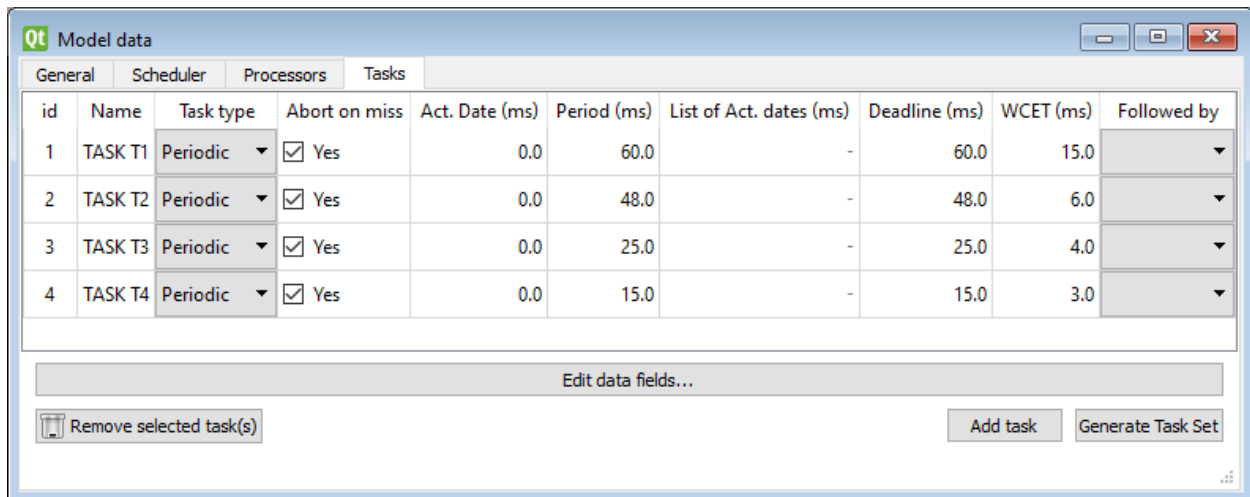 Qt Model data
General Scheduler Processors Tasks
id Name Task type Abort on miss Act. Date (ms) Period (ms) List of Act. dates (ms) Deadline (ms) WCET (ms) Followed by
1 TASK T1 Periodic Yes 0.0 60.0 - 60.0 15.0
2 TASK T2 Periodic Yes 0.0 48.0 - 48.0 6.0
3 TASK T3 Periodic Yes 0.0 25.0 - 25.0 4.0
4 TASK T4 Periodic Yes 0.0 15.0 - 15.0 3.0
Edit data fields...
Remove selected task(s) Add task Generate Task Set